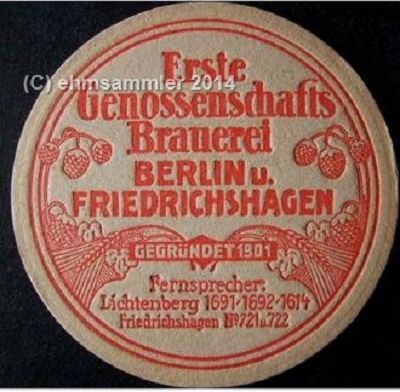 Erste
(C) ehmsammler 2014
Genossenschafts
Brauerei
BERLIN u.
FRIEDRICHSHAGEN
GEGRÜNDET 1901
Fernsprecher:
Lichtenberg 1691-1692-1614
Friedrichshagen No 721 u. 722